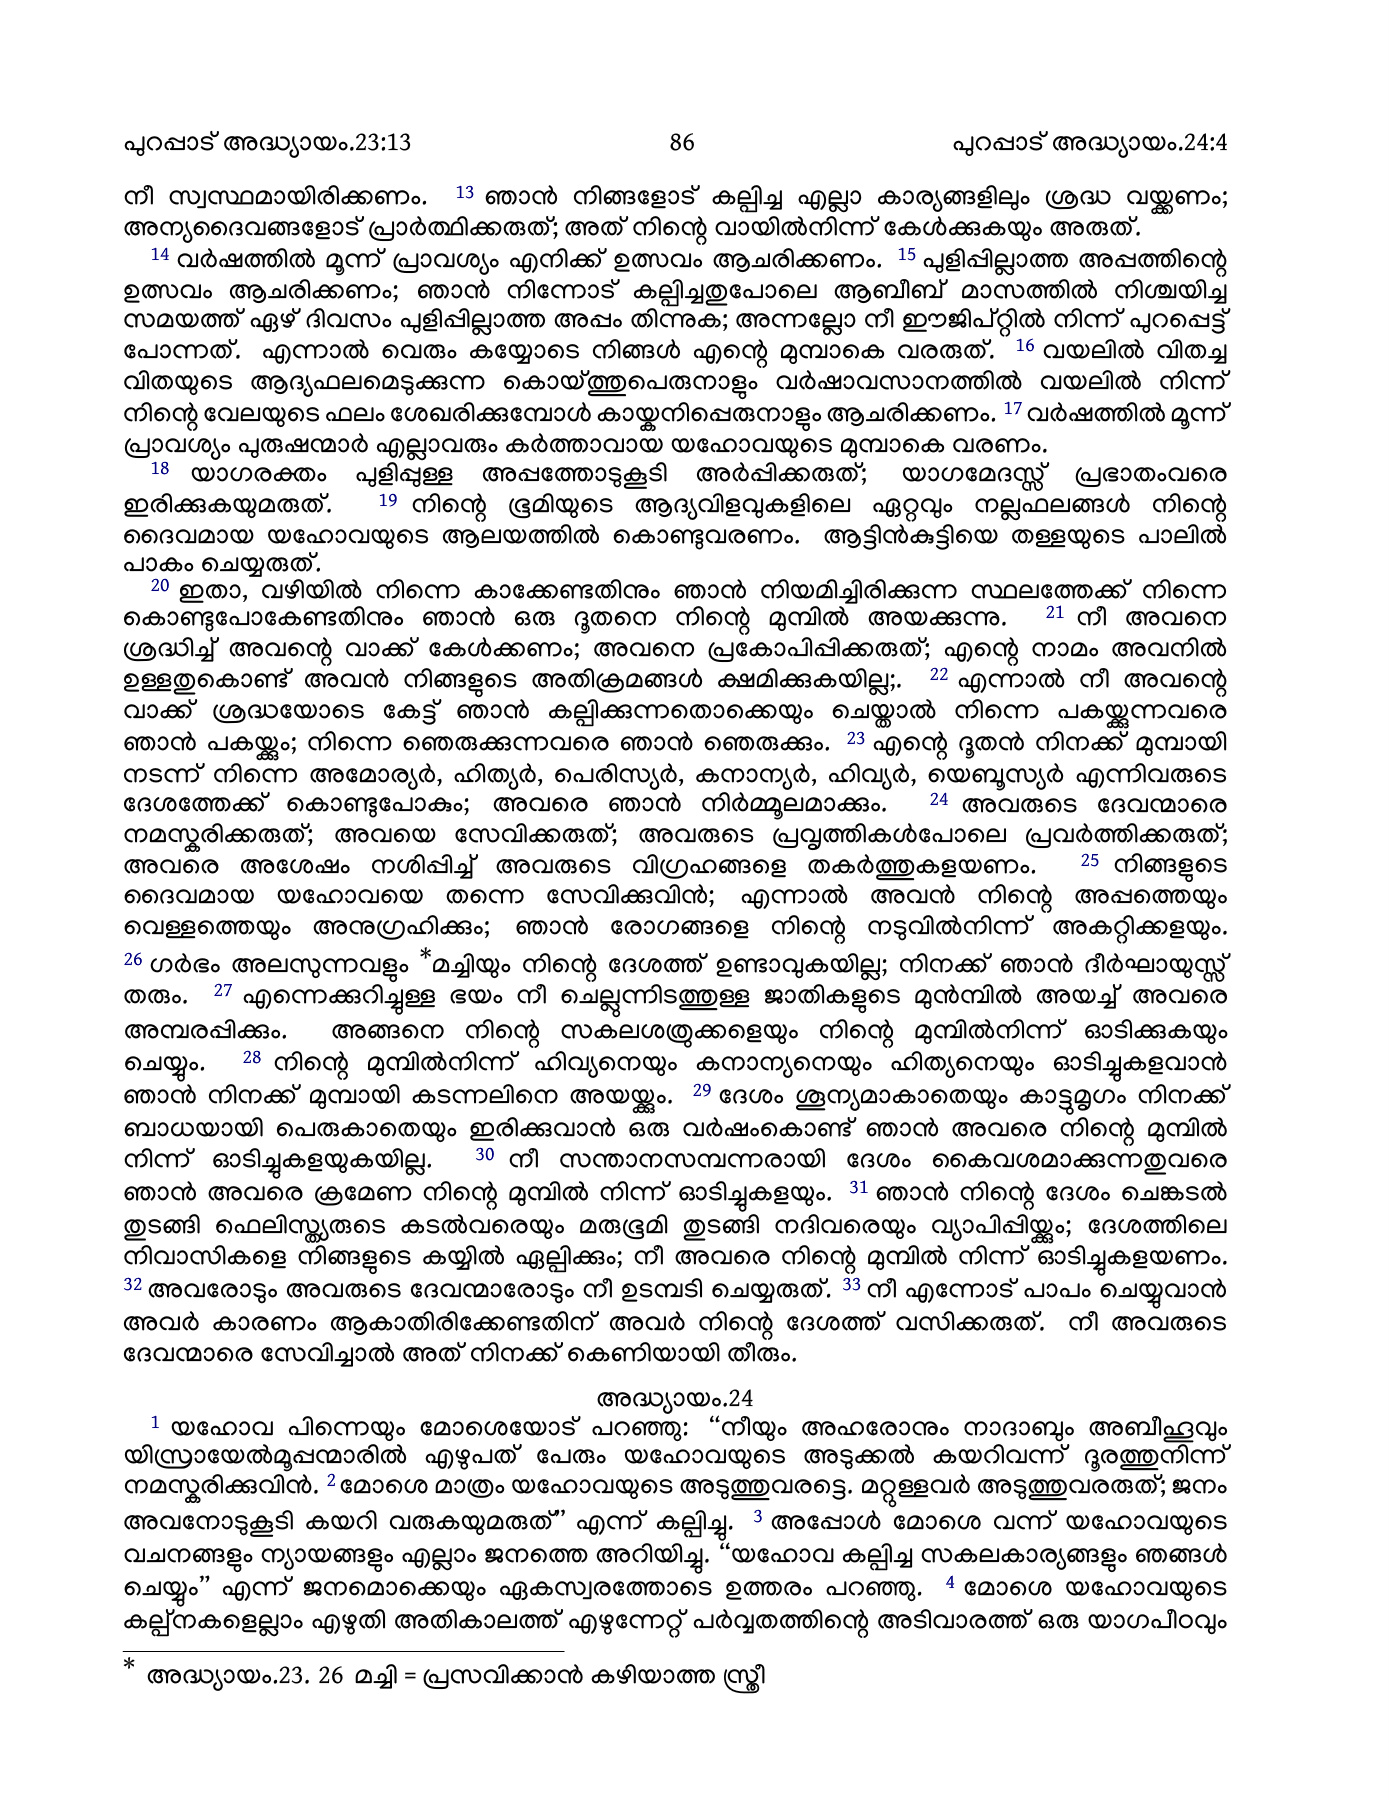 പുറപ്പാട് അദ്ധ്യായം.23:13 86 പുറപ്പാട് അദ്ധ്യായം.24:4
നീ സ്വസ്ഥമായിരിക്കണം. 13 ഞാൻ നിങ്ങളോട് കല്പിച്ച എല്ലാ കാര്യങ്ങളിലും ശ്രദ്ധ വയ്ക്കണം;
അന്യദൈവങ്ങളോട് പ്രാർത്ഥിക്കരുത്; അത് നിന്റെ വായിൽനിന്ന് കേൾക്കുകയും അരുത്.
14 വർഷത്തിൽ മൂന്ന് പ്രാവശ്യം എനിക്ക് ഉത്സവം ആചരിക്കണം. 15 പുളിപ്പില്ലാത്ത അപ്പത്തിന്റെ
ഉത്സവം ആചരിക്കണം; ഞാൻ നിന്നോട് കല്പിച്ചതുപോലെ ആബീബ് മാസത്തിൽ നിശ്ചയിച്ച
സമയത്ത് ഏഴ് ദിവസം പുളിപ്പില്ലാത്ത അപ്പം തിന്നുക; അന്നല്ലോ നീ ഈജിപ്റ്റിൽ നിന്ന് പുറപ്പെട്ട്
പോന്നത്. എന്നാൽ വെരും കയ്യോടെ നിങ്ങൾ എന്റെ മുമ്പാകെ വരരുത്. 16 വയലിൽ വിതച്ച
വിതയുടെ ആദ്യഫലമെടുക്കുന്ന കൊയ്ത്തുപെരുനാളും വർഷാവസാനത്തിൽ വയലിൽ നിന്ന്
നിന്റെ വേലയുടെ ഫലം ശേഖരിക്കുമ്പോൾ കായ്കനിപ്പെരുനാളും ആചരിക്കണം. 17 വർഷത്തിൽ മൂന്ന്
പ്രാവശ്യം പുരുഷന്മാർ എല്ലാവരും കർത്താവായ യഹോവയുടെ മുമ്പാകെ വരണം.
18 യാഗരക്തം പുളിപ്പുള്ള അപ്പത്തോടുകൂടി അർപ്പിക്കരുത്; യാഗമേദസ്സ് പ്രഭാതംവരെ
ഇരിക്കുകയുമരുത്. 19 നിന്റെ ഭൂമിയുടെ ആദ്യവിളവുകളിലെ ഏറ്റവും നല്ലഫലങ്ങൾ നിന്റെ
ദൈവമായ യഹോവയുടെ ആലയത്തിൽ കൊണ്ടുവരണം. ആട്ടിൻകുട്ടിയെ തള്ളയുടെ പാലിൽ
പാകം ചെയ്യരുത്.
20 ഇതാ, വഴിയിൽ നിന്നെ കാക്കേണ്ടതിനും ഞാൻ നിയമിച്ചിരിക്കുന്ന സ്ഥലത്തേക്ക് നിന്നെ
കൊണ്ടുപോകേണ്ടതിനും ഞാൻ ഒരു ദൂതനെ നിന്റെ മുമ്പിൽ അയക്കുന്നു. 21 നീ അവനെ
ശ്രദ്ധിച്ച് അവന്റെ വാക്ക് കേൾക്കണം; അവനെ പ്രകോപിപ്പിക്കരുത്; എന്റെ നാമം അവനിൽ
ഉള്ളതുകൊണ്ട് അവൻ നിങ്ങളുടെ അതിക്രമങ്ങൾ ക്ഷമിക്കുകയില്ല;. 22 എന്നാൽ നീ അവന്റെ
വാക്ക് ശ്രദ്ധയോടെ കേട്ട് ഞാൻ കല്പിക്കുന്നതൊക്കെയും ചെയ്താൽ നിന്നെ പകയ്ക്കുന്നവരെ
ഞാൻ പകയ്ക്കും; നിന്നെ ഞെരുക്കുന്നവരെ ഞാൻ ഞെരുക്കും. 23 എന്റെ ദൂതൻ നിനക്ക് മുമ്പായി
നടന്ന് നിന്നെ അമോര്യർ, ഹിത്യർ, പെരിസ്യർ, കനാന്യർ, ഹിവ്യർ, യെബൂസ്യർ എന്നിവരുടെ
ദേശത്തേക്ക് കൊണ്ടുപോകും; അവരെ ഞാൻ നിർമ്മൂലമാക്കും. 24 അവരുടെ ദേവന്മാരെ
നമസ്കരിക്കരുത്; അവയെ സേവിക്കരുത്; അവരുടെ പ്രവൃത്തികൾപോലെ പ്രവർത്തിക്കരുത്;
അവരെ അശേഷം നശിപ്പിച്ച് അവരുടെ വിഗ്രഹങ്ങളെ തകർത്തുകളയണം. 25 നിങ്ങളുടെ
ദൈവമായ യഹോവയെ തന്നെ സേവിക്കുവിൻ; എന്നാൽ അവൻ നിന്റെ അപ്പത്തെയും
വെള്ളത്തെയും അനുഗ്രഹിക്കും; ഞാൻ രോഗങ്ങളെ നിന്റെ നടുവിൽനിന്ന് അകറ്റിക്കളയും.
26 ഗർഭം അലസുന്നവളും *മച്ചിയും നിന്റെ ദേശത്ത് ഉണ്ടാവുകയില്ല; നിനക്ക് ഞാൻ ദീർഘായുസ്സ്
തരും. 27 എന്നെക്കുറിച്ചുള്ള ഭയം നീ ചെല്ലുന്നിടത്തുള്ള ജാതികളുടെ മുൻമ്പിൽ അയച്ച് അവരെ
അമ്പരപ്പിക്കും. അങ്ങനെ നിന്റെ സകലശത്രുക്കളെയും നിന്റെ മുമ്പിൽനിന്ന് ഓടിക്കുകയും
ചെയ്യും. 28 നിന്റെ മുമ്പിൽനിന്ന് ഹിവ്യനെയും കനാന്യനെയും ഹിത്യനെയും ഓടിച്ചുകളവാൻ
ഞാൻ നിനക്ക് മുമ്പായി കടന്നലിനെ അയയ്ക്കും. 29 ദേശം ശൂന്യമാകാതെയും കാട്ടുമൃഗം നിനക്ക്
ബാധയായി പെരുകാതെയും ഇരിക്കുവാൻ ഒരു വർഷംകൊണ്ട് ഞാൻ അവരെ നിന്റെ മുമ്പിൽ
നിന്ന് ഓടിച്ചുകളയുകയില്ല. 30 നീ സന്താനസമ്പന്നരായി ദേശം കൈവശമാക്കുന്നതുവരെ
ഞാൻ അവരെ ക്രമേണ നിന്റെ മുമ്പിൽ നിന്ന് ഓടിച്ചുകളയും. 31 ഞാൻ നിന്റെ ദേശം ചെങ്കടൽ
തുടങ്ങി ഫെലിസ്ത്യരുടെ കടൽവരെയും മരുഭൂമി തുടങ്ങി നദിവരെയും വ്യാപിപ്പിയ്ക്കും; ദേശത്തിലെ
നിവാസികളെ നിങ്ങളുടെ കയ്യിൽ ഏല്പിക്കും; നീ അവരെ നിന്റെ മുമ്പിൽ നിന്ന് ഓടിച്ചുകളയണം.
32 അവരോടും അവരുടെ ദേവന്മാരോടും നീ ഉടമ്പടി ചെയ്യരുത്. 33 നീ എന്നോട് പാപം ചെയ്യുവാൻ
അവർ കാരണം ആകാതിരിക്കേണ്ടതിന് അവർ നിന്റെ ദേശത്ത് വസിക്കരുത്. നീ അവരുടെ
ദേവന്മാരെ സേവിച്ചാൽ അത് നിനക്ക് കെണിയായി തീരും.
അദ്ധ്യായം.24
1 യഹോവ പിന്നെയും മോശെയോട് പറഞ്ഞു: “നീയും അഹരോനും നാദാബും അബീഹൂവും
യിസ്രായേൽമൂപ്പന്മാരിൽ എഴുപത് പേരും യഹോവയുടെ അടുക്കൽ കയറിവന്ന് ദൂരത്തുനിന്ന്
നമസ്കരിക്കുവിൻ. 2 മോശെ മാത്രം യഹോവയുടെ അടുത്തുവരട്ടെ. മറ്റുള്ളവർ അടുത്തുവരരുത്; ജനം
അവനോടുകൂടി കയറി വരുകയുമരുത്” എന്ന് കല്പിച്ചു. 3 അപ്പോൾ മോശെ വന്ന് യഹോവയുടെ
വചനങ്ങളും ന്യായങ്ങളും എല്ലാം ജനത്തെ അറിയിച്ചു. “യഹോവ കല്പിച്ച സകലകാര്യങ്ങളും ഞങ്ങൾ
ചെയ്യും” എന്ന് ജനമൊക്കെയും ഏകസ്വരത്തോടെ ഉത്തരം പറഞ്ഞു. 4 മോശെ യഹോവയുടെ
കല്പ്നകളെല്ലാം എഴുതി അതികാലത്ത് എഴുന്നേറ്റ് പർവ്വതത്തിന്റെ അടിവാരത്ത് ഒരു യാഗപീഠവും
* അദ്ധ്യായം.23. 26 മച്ചി = പ്രസവിക്കാൻ കഴിയാത്ത സ്ത്രീ